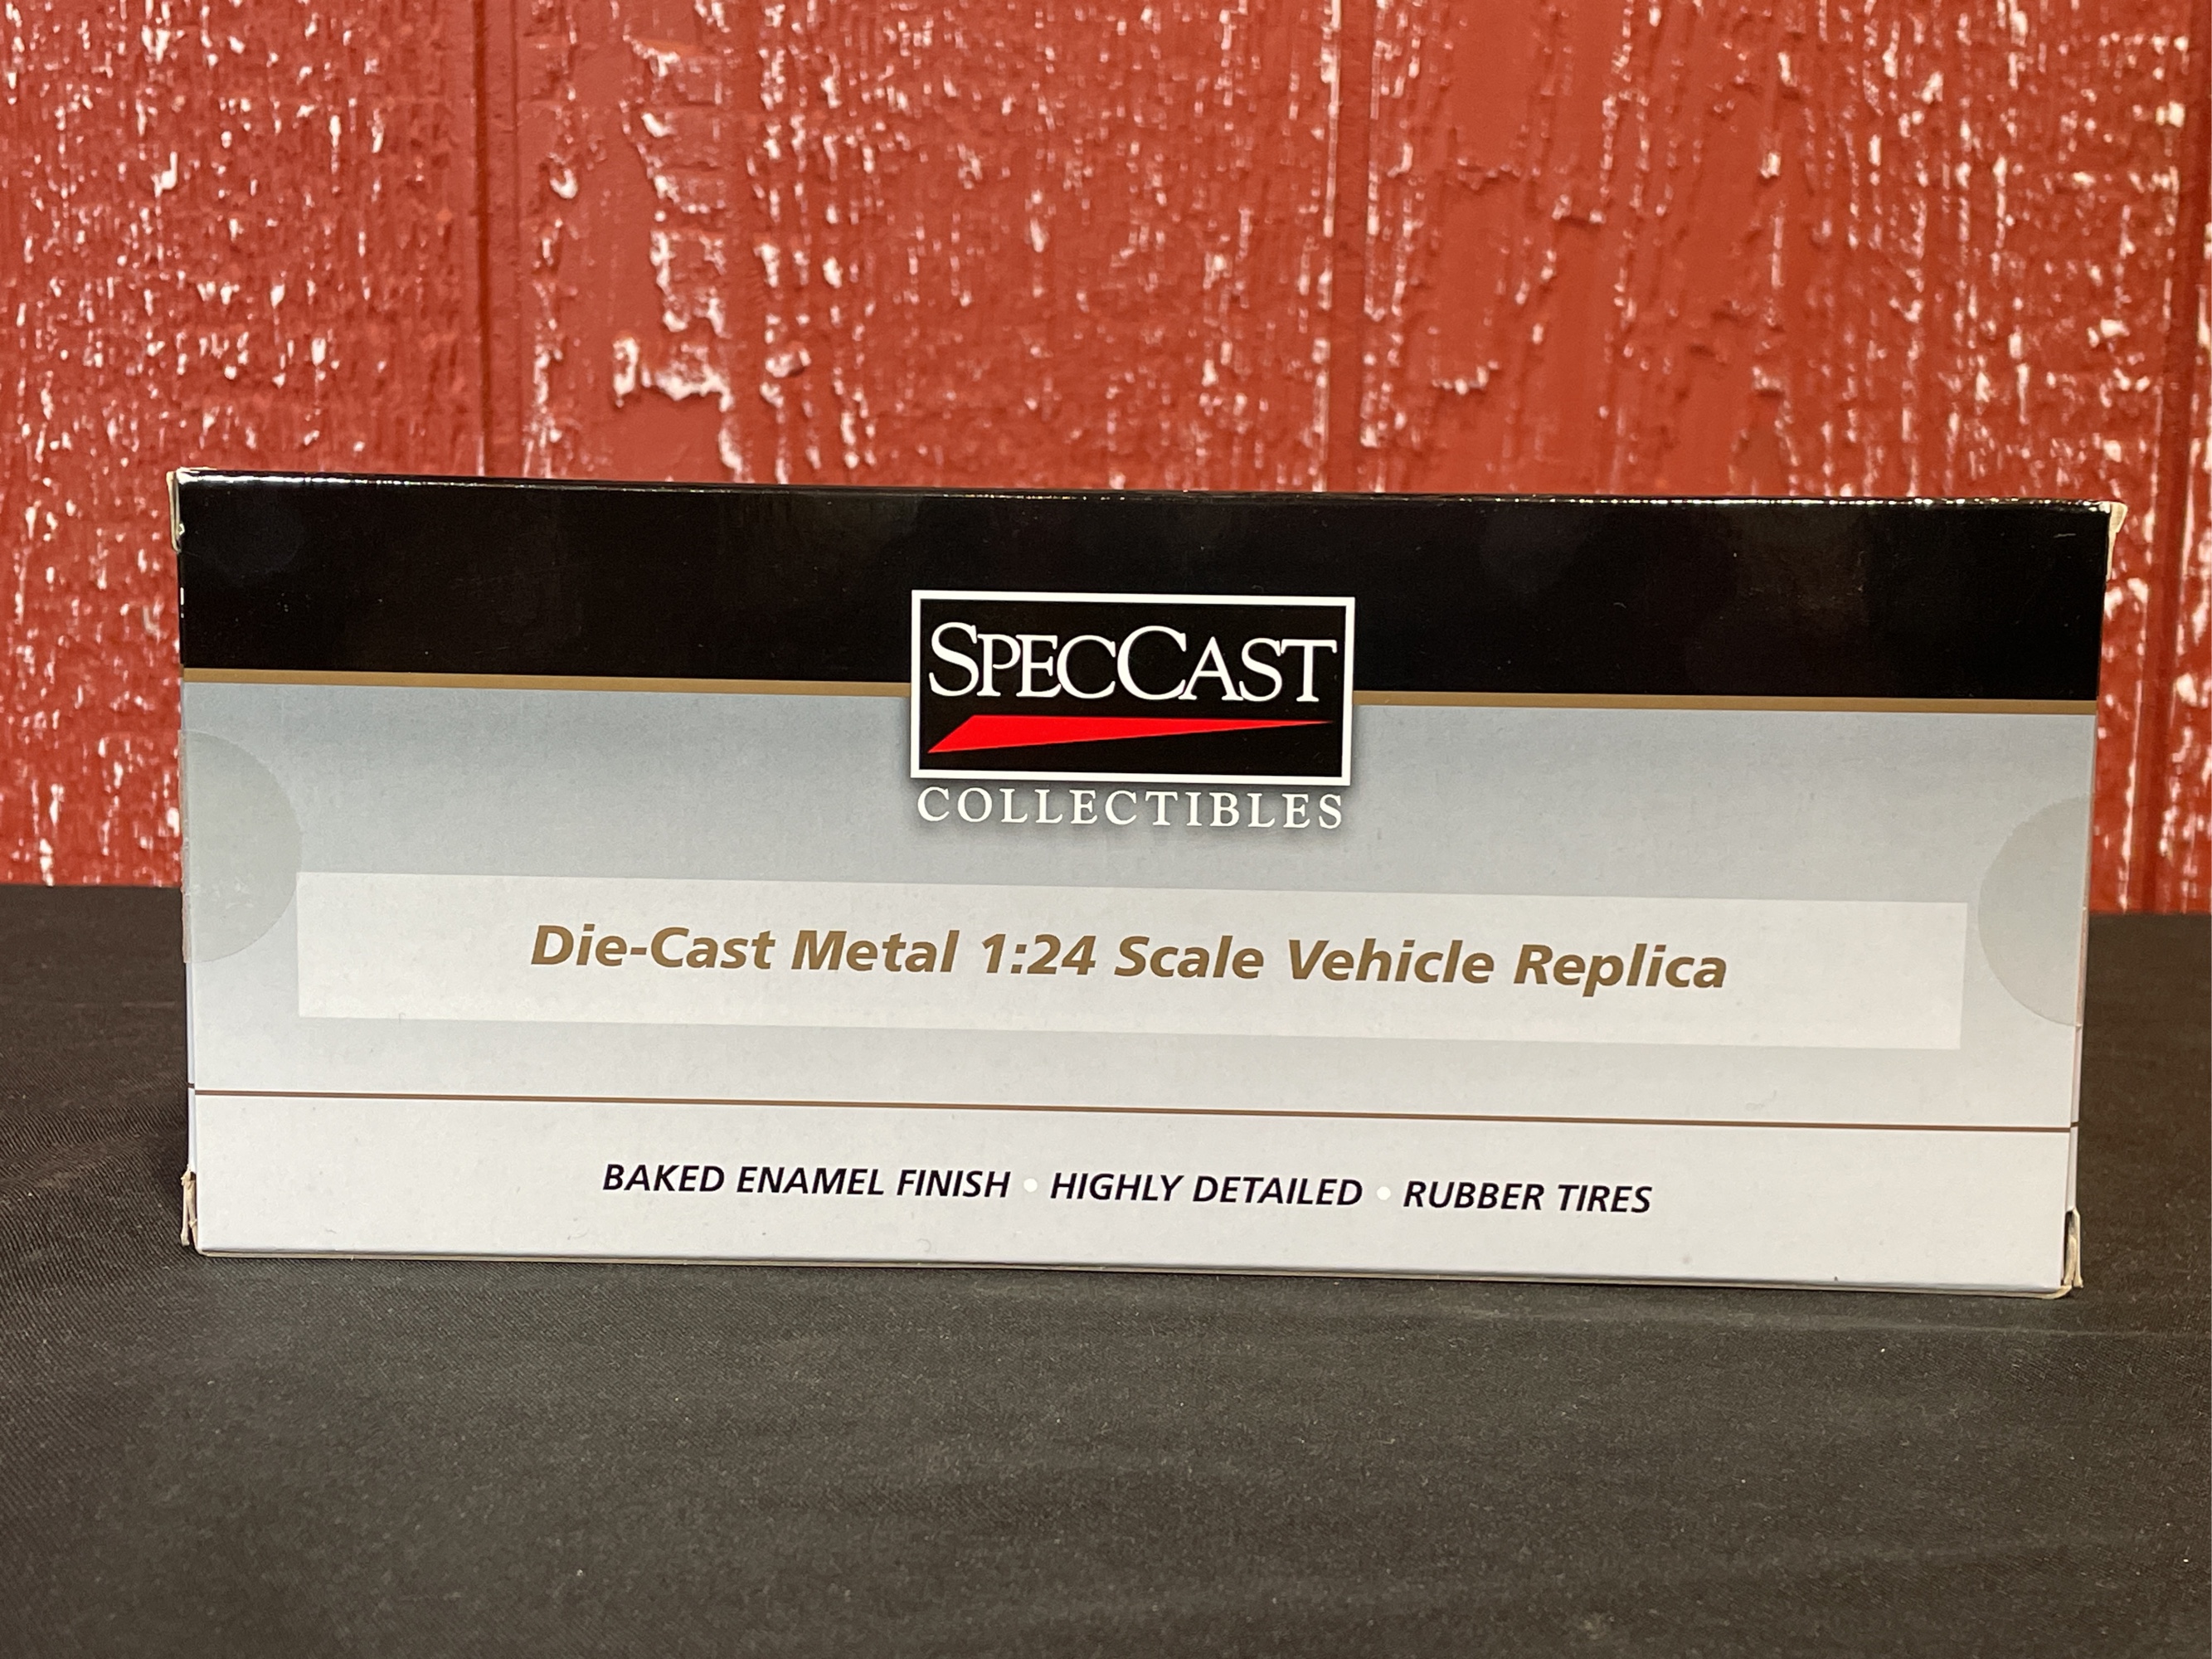 SPECCAST
COLLECTIBLES
Die-Cast Metal 1:24 Scale Vehicle Replica
BAKED ENAMEL FINISH • HIGHLY DETAILED • RUBBER TIRES